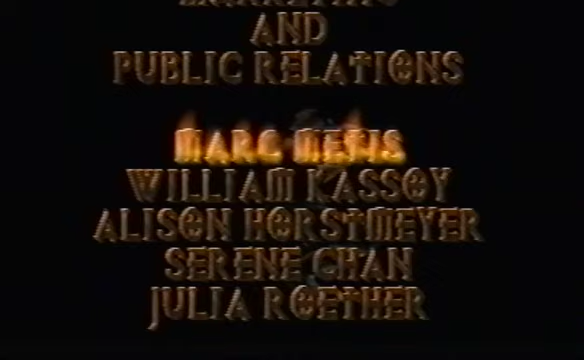 AND
PUBLIC RELATIONS
MARC METIS
WILLIAM KASSOY
ALISON HORSTMEYER
SERENE CHAN
JULIA ROETHER